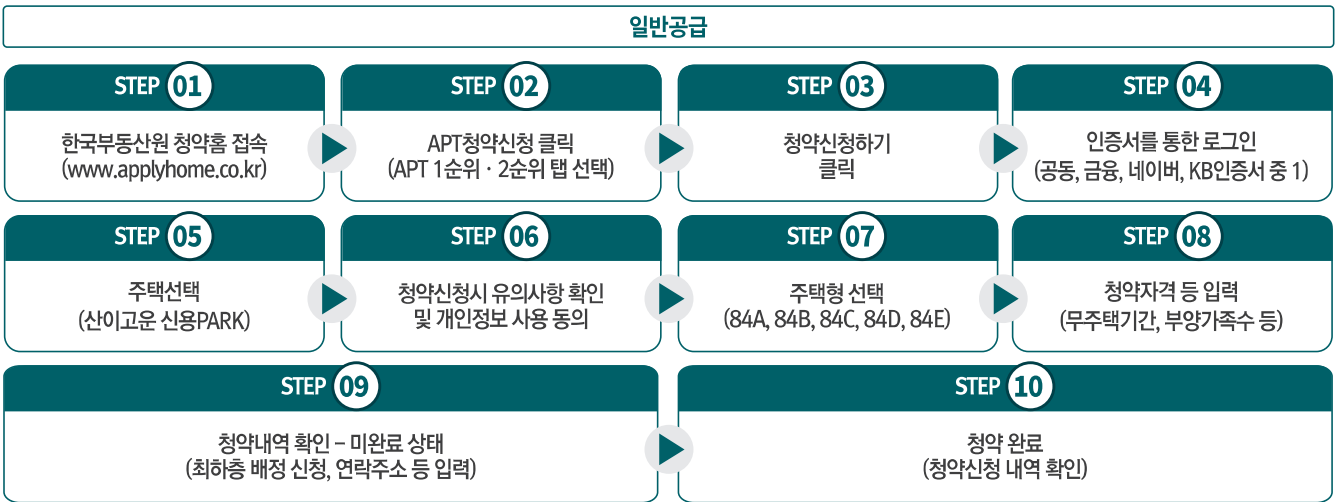 일반공급
STEP 01
한국부동산원 청약홈 접속
(www.applyhome.co.kr)
STEP 02
APT청약신청 클릭
(APT 1순위 · 2순위 탭 선택)
STEP 03
청약신청하기
클릭
STEP 04
인증서를 통한 로그인
(공동, 금융, 네이버, KB인증서 중 1)
STEP 05
주택선택
(산이고운 신용PARK)
STEP 06
청약신청시 유의사항 확인
및 개인정보 사용 동의
STEP 07
주택형 선택
(84A, 84B, 84C, 84D, 84E)
STEP 08
청약자격 등 입력
(무주택기간, 부양가족수 등)
STEP 09
청약내역 확인 – 미완료 상태
(최하층 배정 신청, 연락주소 등 입력)
STEP 10
청약 완료
(청약신청 내역 확인)